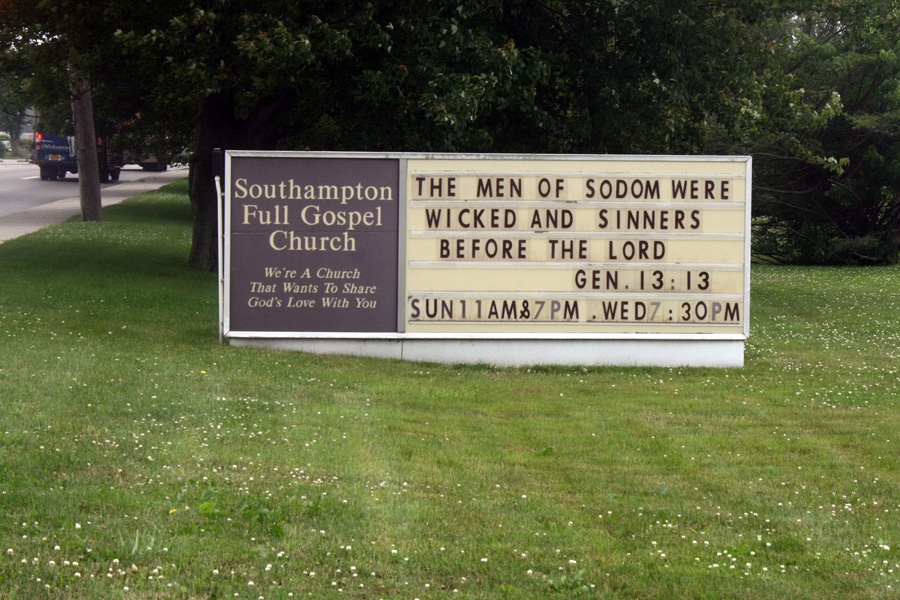 Southampton
Full Gospel
Church
We're A Church
That Wants To Share
God's Love With You
THE MEN OF SODOM WERE
WICKED AND SINNERS
BEFORE THE LORD
GEN. 13:13
SUN11AM&7PM .WED7:30PM